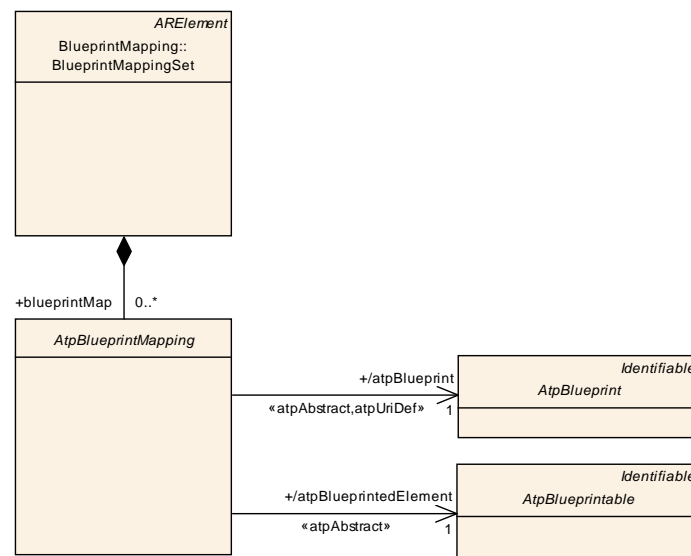 ARElement
BlueprintMapping::
BlueprintMappingSet
+blueprintMap 0..*
AtpBlueprintMapping
+/atpBlueprint
«atpAbstract,atpUriDef» 1
Identifiable
AtpBlueprint
+/atpBlueprintedElement
«atpAbstract» 1
Identifiable
AtpBlueprintable